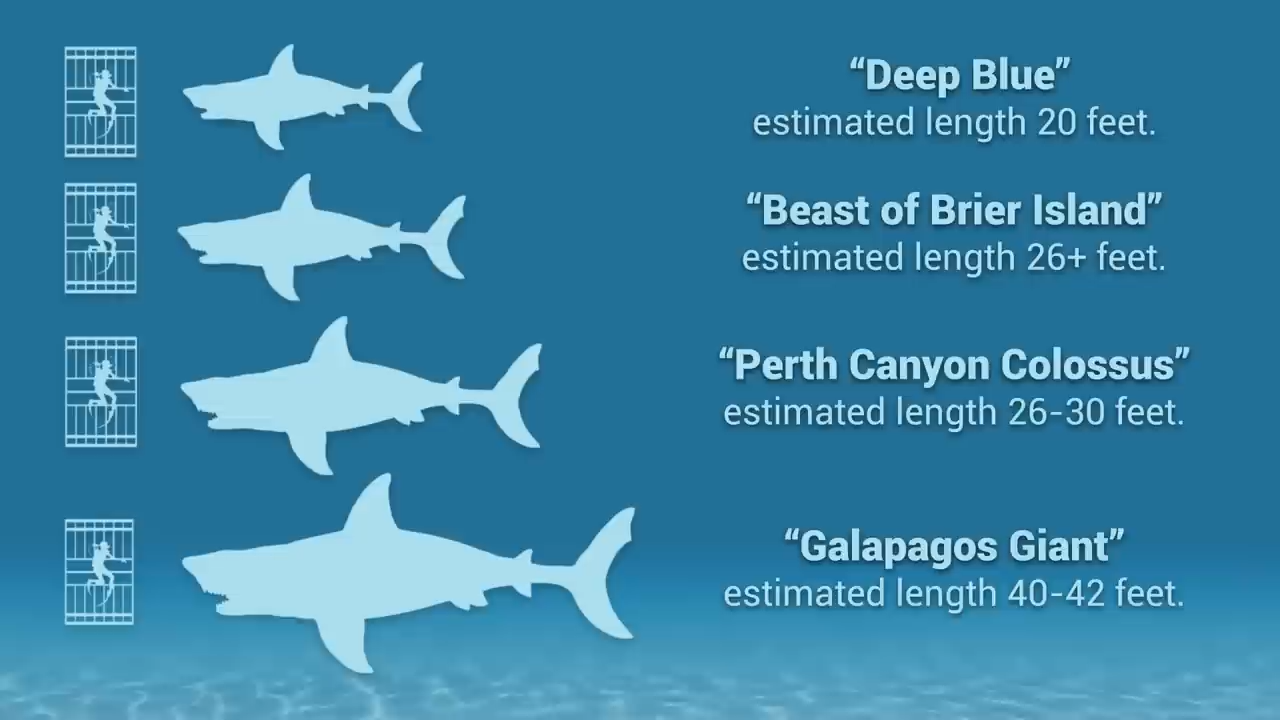 “Deep Blue”
estimated length 20 feet.
“Beast of Brier Island”
estimated length 26+ feet.
“Perth Canyon Colossus”
estimated length 26-30 feet.
“Galapagos Giant”
estimated length 40-42 feet.